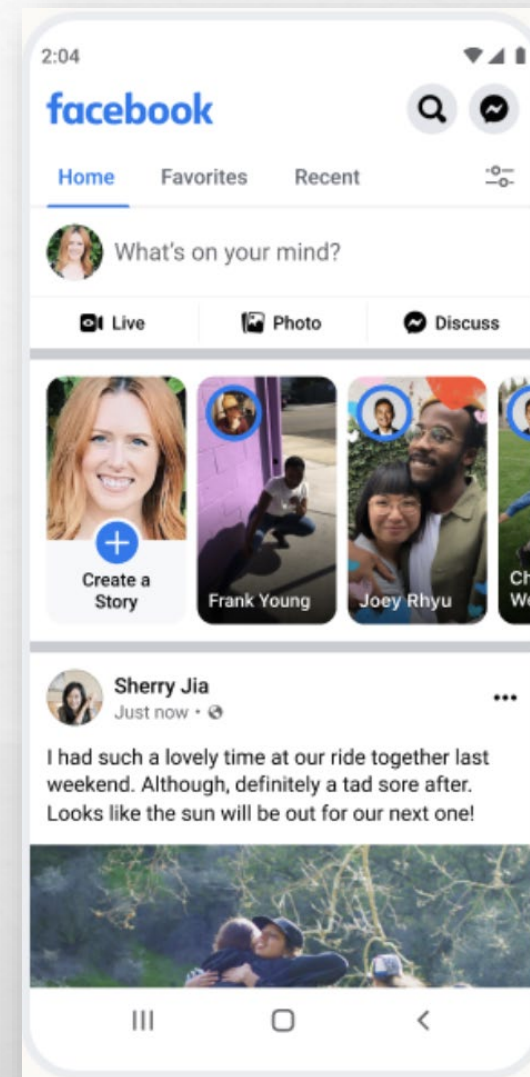 2:04
facebook
Home Favorites Recent
What's on your mind?
Live Photo Discuss
Create a
Story
Frank Young
Joey Rhyu
Ch
We
Sherry Jia
Just now
I had such a lovely time at our ride together last
weekend. Although, definitely a tad sore after.
Looks like the sun will be out for our next one!